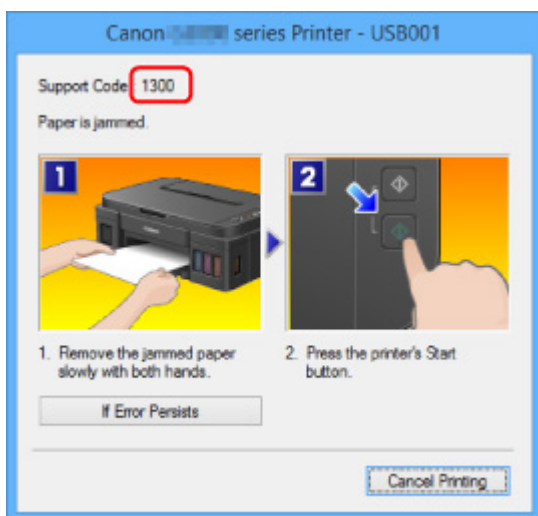 Canon series Printer - USB001
Support Code : 1300
Paper is jammed.
1
2
1. Remove the jammed paper
slowly with both hands.
2. Press the printer's Start
button.
If Error Persists
Cancel Printing